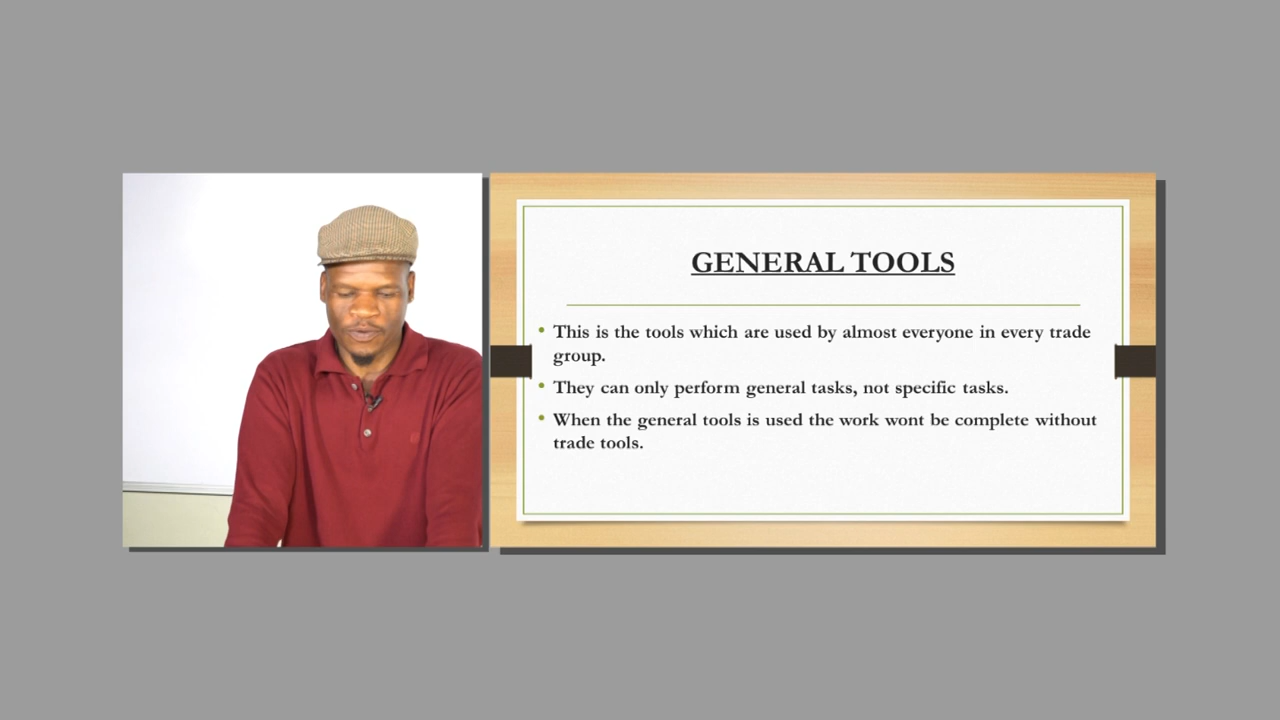 GENERAL TOOLS
• This is the tools which are used by almost everyone in every trade
group.
• They can only perform general tasks, not specific tasks.
• When the general tools is used the work wont be complete without
trade tools.